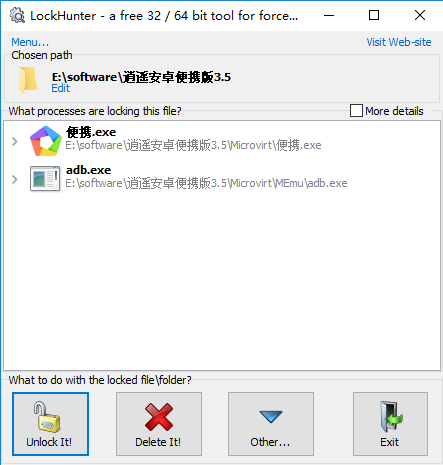 LockHunter - a free 32 / 64 bit tool for force...
Menu...
Visit Web-site
Chosen path
E:\software\逍遥安卓便携版3.5
Edit
What processes are locking this file?
More details
便携.exe
E:\software\逍遥安卓便携版3.5\Microvirt\便携.exe
adb.exe
E:\software\逍遥安卓便携版3.5\Microvirt\MEmu\adb.exe
What to do with the locked file\folder?
Unlock It!
Delete It!
Other...
Exit